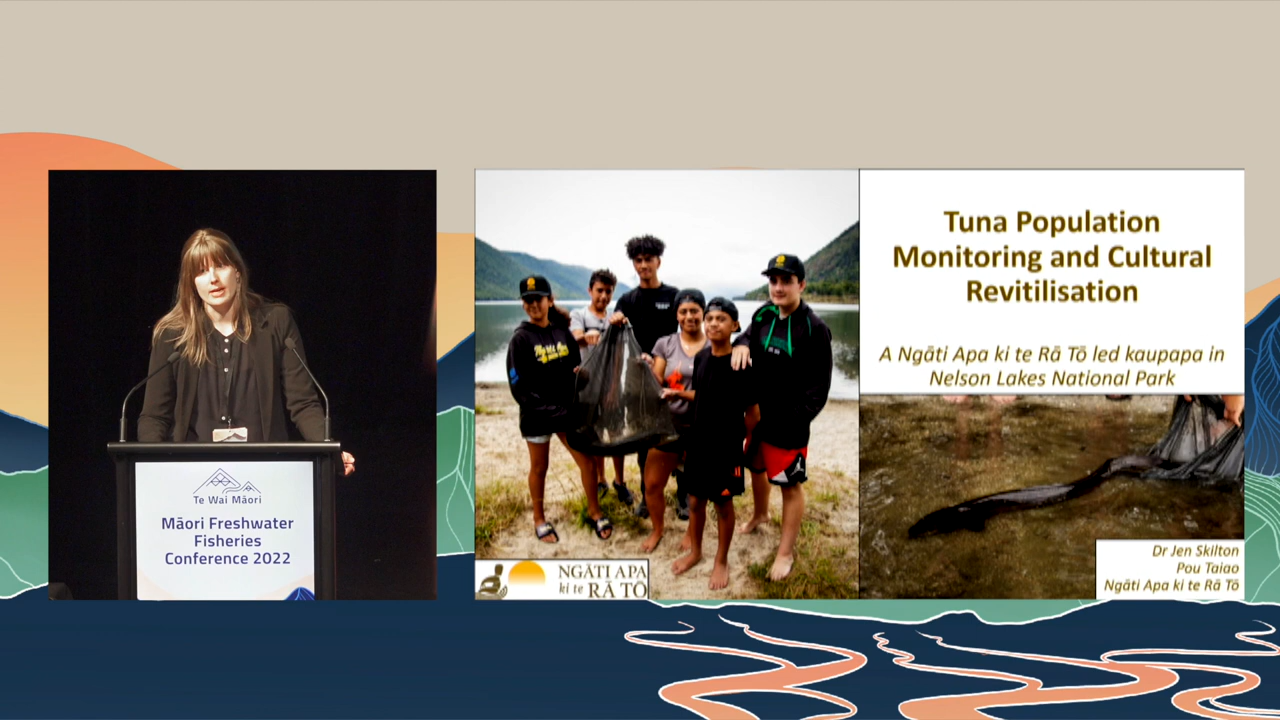 Te Wai Māori
Māori Freshwater
Fisheries
Conference 2022
NGĀTI APA
ki te RĀ TŌ
Tuna Population
Monitoring and Cultural
Revitilisation
A Ngāti Apa ki te Rā Tō led kaupapa in
Nelson Lakes National Park
Dr Jen Skilton
Pou Taiao
Ngāti Apa ki te Rā Tō